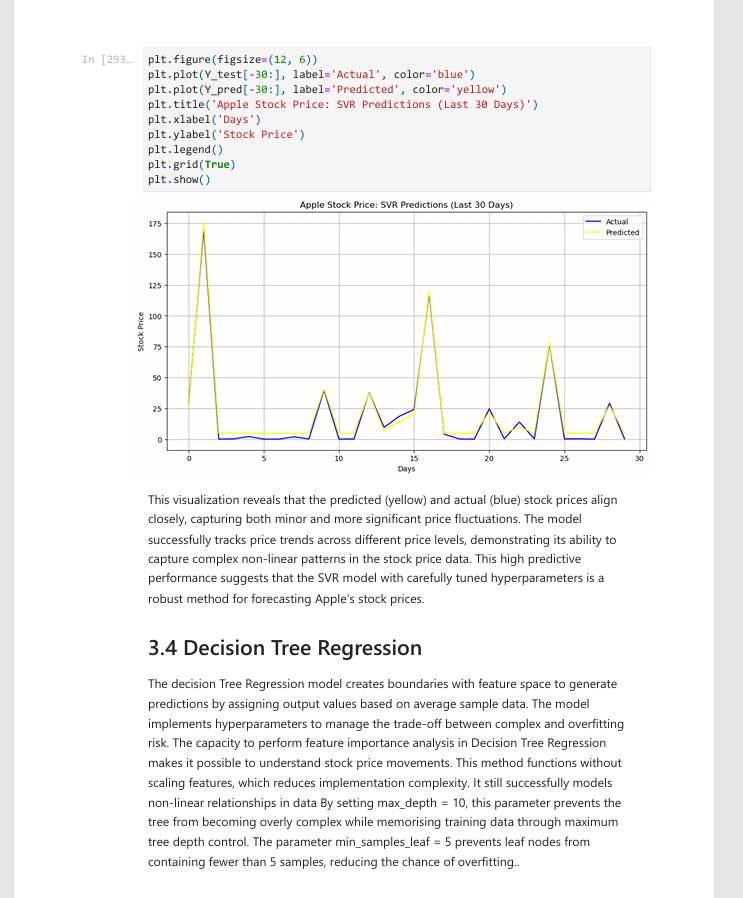 In [293...
plt.figure(figsize=(12, 6))
plt.plot(Y_test[-30:], label='Actual', color='blue')
plt.plot(Y_pred[-30:], label='Predicted', color='yellow')
plt.title('Apple Stock Price: SVR Predictions (Last 30 Days)')
plt.xlabel('Days')
plt.ylabel('Stock Price')
plt.legend()
plt.grid(True)
plt.show()
Apple Stock Price: SVR Predictions (Last 30 Days)
Actual
Predicted
175
150
125
100
75
50
25
0
Stock Price
0 5 10 15 20 25 30
Days
This visualization reveals that the predicted (yellow) and actual (blue) stock prices align
closely, capturing both minor and more significant price fluctuations. The model
successfully tracks price trends across different price levels, demonstrating its ability to
capture complex non-linear patterns in the stock price data. This high predictive
performance suggests that the SVR model with carefully tuned hyperparameters is a
robust method for forecasting Apple's stock prices.
3.4 Decision Tree Regression
The decision Tree Regression model creates boundaries with feature space to generate
predictions by assigning output values based on average sample data. The model
implements hyperparameters to manage the trade-off between complex and overfitting
risk. The capacity to perform feature importance analysis in Decision Tree Regression
makes it possible to understand stock price movements. This method functions without
scaling features, which reduces implementation complexity. It still successfully models
non-linear relationships in data By setting max_depth = 10, this parameter prevents the
tree from becoming overly complex while memorising training data through maximum
tree depth control. The parameter min_samples_leaf = 5 prevents leaf nodes from
containing fewer than 5 samples, reducing the chance of overfitting..